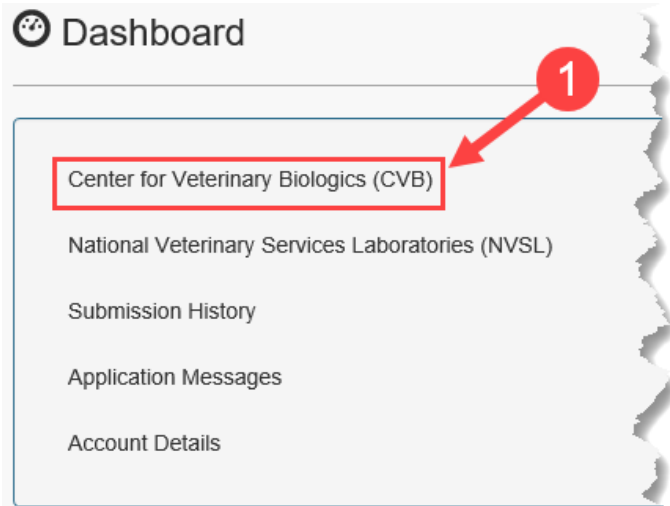 Dashboard
1
Center for Veterinary Biologics (CVB)
National Veterinary Services Laboratories (NVSL)
Submission History
Application Messages
Account Details